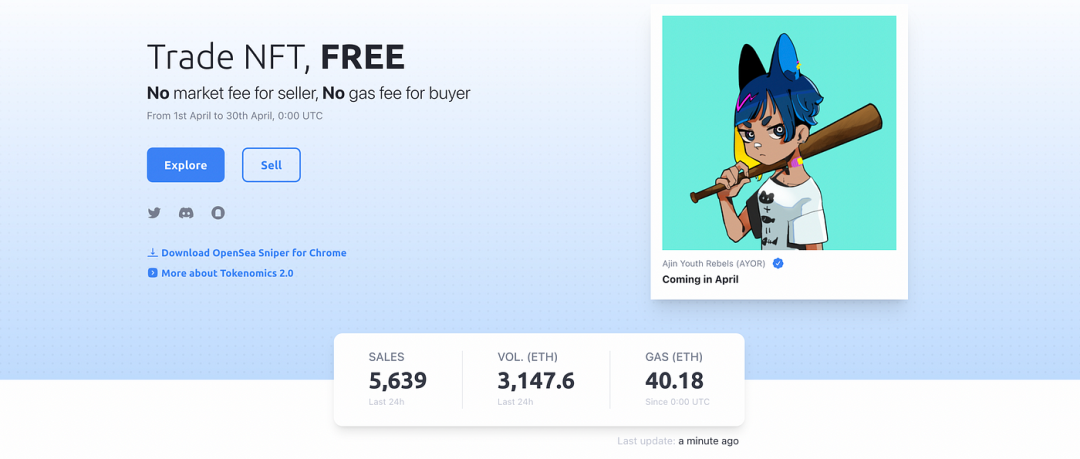 Trade NFT, FREE
No market fee for seller, No gas fee for buyer
From 1st April to 30th April, 0:00 UTC
Explore
Sell
Download OpenSea Sniper for Chrome
More about Tokenomics 2.0
Ajin Youth Rebels (AYOR)
Coming in April
SALES
5,639
Last 24h
VOL. (ETH)
3,147.6
Last 24h
GAS (ETH)
40.18
Since 0:00 UTC
Last update: a minute ago